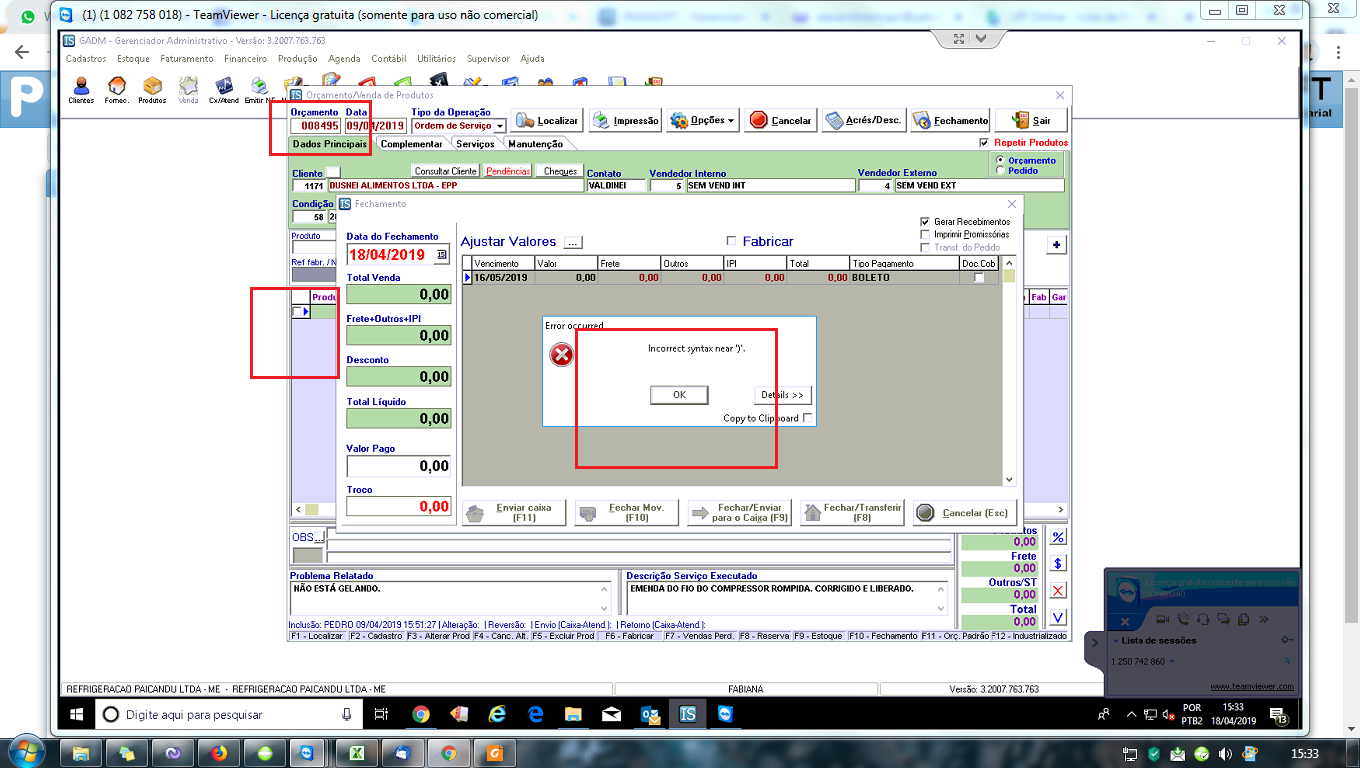 (1) (1 082 758 018) - TeamViewer - Licença gratuita (somente para uso não comercial)
GADM - Gerenciador Administrativo - Versão: 3.2007.763.763
Cadastros Estoque Faturamento Financeiro Produção Agenda Contábil Utilitários Supervisor Ajuda
Clientes Fornec. Produtos Venda Cx/Atend Emitir NF
Orçamento/Venda de Produtos
Orçamento Data Tipo da Operação
008495 09/04/2019 Ordem de Serviço
Localizar Impressão Opções Cancelar Acrés/Desc. Fechamento Sair
Dados Principais Complementar Serviços Manutenção
Repetir Produtos
Orçamento
Pedido
Consultar Cliente Pendências Cheques
Cliente Contato Vendedor Interno Vendedor Externo
1171 DUSNEI ALIMENTOS LTDA - EPP VALDINEI 5 SEM VEND INT 4 SEM VEND EXT
Condição
58
Produto
Ref fabr. / N
Produ
Fab Gar
Fechamento
Data do Fechamento
18/04/2019
15
Total Venda
0,00
Frete+Outros+IPI
0,00
Desconto
0,00
Total Líquido
0,00
Valor Pago
0,00
Troco
0,00
Ajustar Valores ...
Fabricar
Gerar Recebimentos
Imprimir Promissórias
Transf. do Pedido
Vencimento Valor Frete Outros IPI Total Tipo Pagamento Doc.Cob
16/05/2019 0,00 0,00 0,00 0,00 0,00 BOLETO
Error occurred
Incorrect syntax near ')'.
OK
Details >>
Copy to Clipboard
Enviar caixa (F11)
Fechar Mov. (F10)
Fechar/Enviar para o Caixa (F9)
Fechar/Transferir (F8)
Cancelar (Esc)
OBS...
0,00
Frete
0,00
Outros/ST
0,00
Total
0,00
%
$
X
V
Problema Relatado
NÃO ESTÁ GELANDO.
Descrição Serviço Executado
EMENDA DO FIO DO COMPRESSOR ROMPIDA. CORRIGIDO E LIBERADO.
Inclusão: PEDRO 09/04/2019 15:51:27 | Alteração: | Reversão: | Envio (Caixa-Atend.): | Retorno (Caixa-Atend.):
F1 - Localizar F2 - Cadastro F3 - Alterar Prod F4 - Canc. Alt. F5 - Excluir Prod F6 - Fabricar F7 - Vendas Perd. F8 - Reserva F9 - Estoque F10 - Fechamento F11 - Orç. Padrão F12 - Industrializado
Licença gratuita (somente para uso não comercial)
Lista de sessões
1 250 742 860
www.teamviewer.com
REFRIGERACAO PAICANDU LTDA - ME - REFRIGERACAO PAICANDU LTDA - ME
FABIANA
Versão: 3.2007.763.763
Digite aqui para pesquisar
POR
PTB2
15:33
18/04/2019
13
15:33